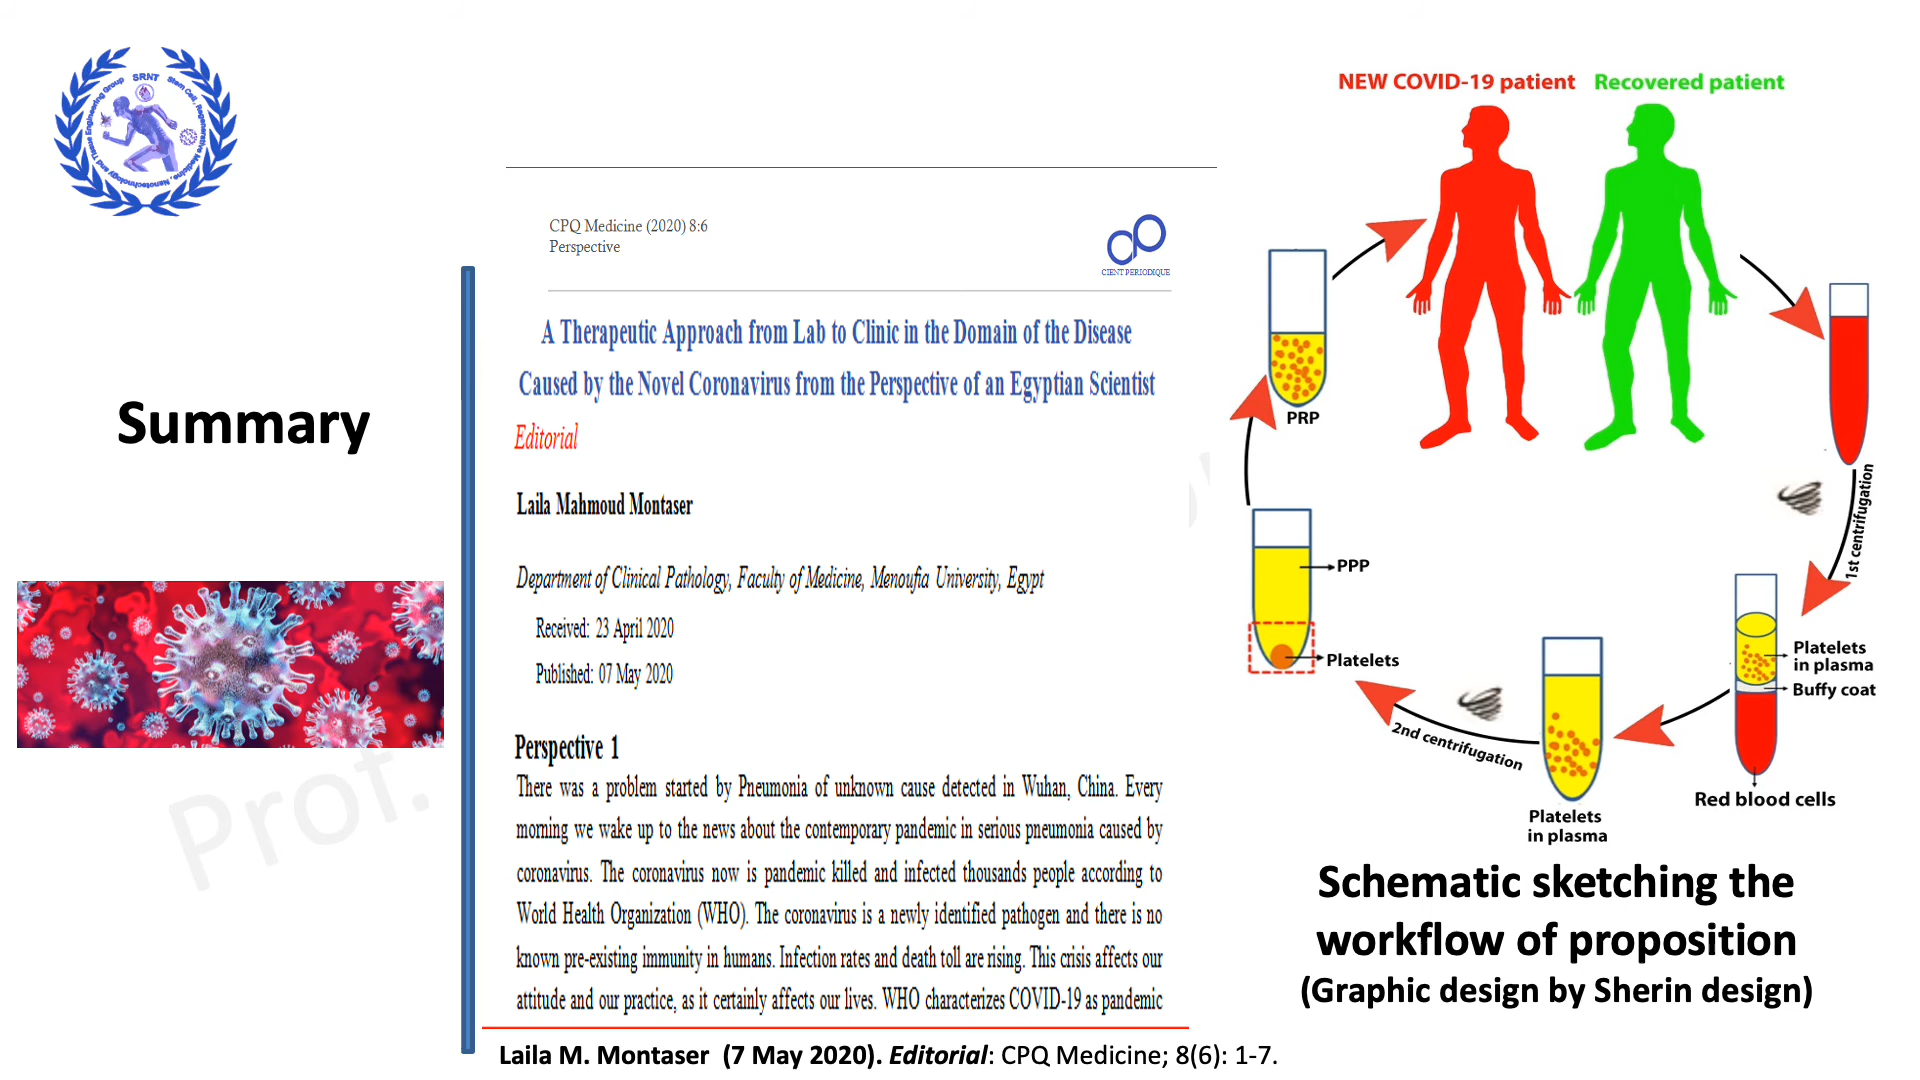 SRNT Stem Cell, Regenerative Medicine, Nanotechnology and Tissue Engineering Group
Summary
Prof.
CPQ Medicine (2020) 8:6
Perspective
CIENT PERIODIQUE
A Therapeutic Approach from Lab to Clinic in the Domain of the Disease
Caused by the Novel Coronavirus from the Perspective of an Egyptian Scientist
Editorial
Laila Mahmoud Montaser
Department of Clinical Pathology, Faculty of Medicine, Menoufia University, Egypt
Received: 23 April 2020
Published: 07 May 2020
Perspective 1
There was a problem started by Pneumonia of unknown cause detected in Wuhan, China. Every
morning we wake up to the news about the contemporary pandemic in serious pneumonia caused by
coronavirus. The coronavirus now is pandemic killed and infected thousands people according to
World Health Organization (WHO). The coronavirus is a newly identified pathogen and there is no
known pre-existing immunity in humans. Infection rates and death toll are rising. This crisis affects our
attitude and our practice, as it certainly affects our lives. WHO characterizes COVID-19 as pandemic
Laila M. Montaser (7 May 2020). Editorial: CPQ Medicine; 8(6): 1-7.
NEW COVID-19 patient
Recovered patient
1st centrifugation
Platelets
in plasma
Buffy coat
Red blood cells
Platelets
in plasma
2nd centrifugation
Platelets
PPP
PRP
Schematic sketching the
workflow of proposition
(Graphic design by Sherin design)